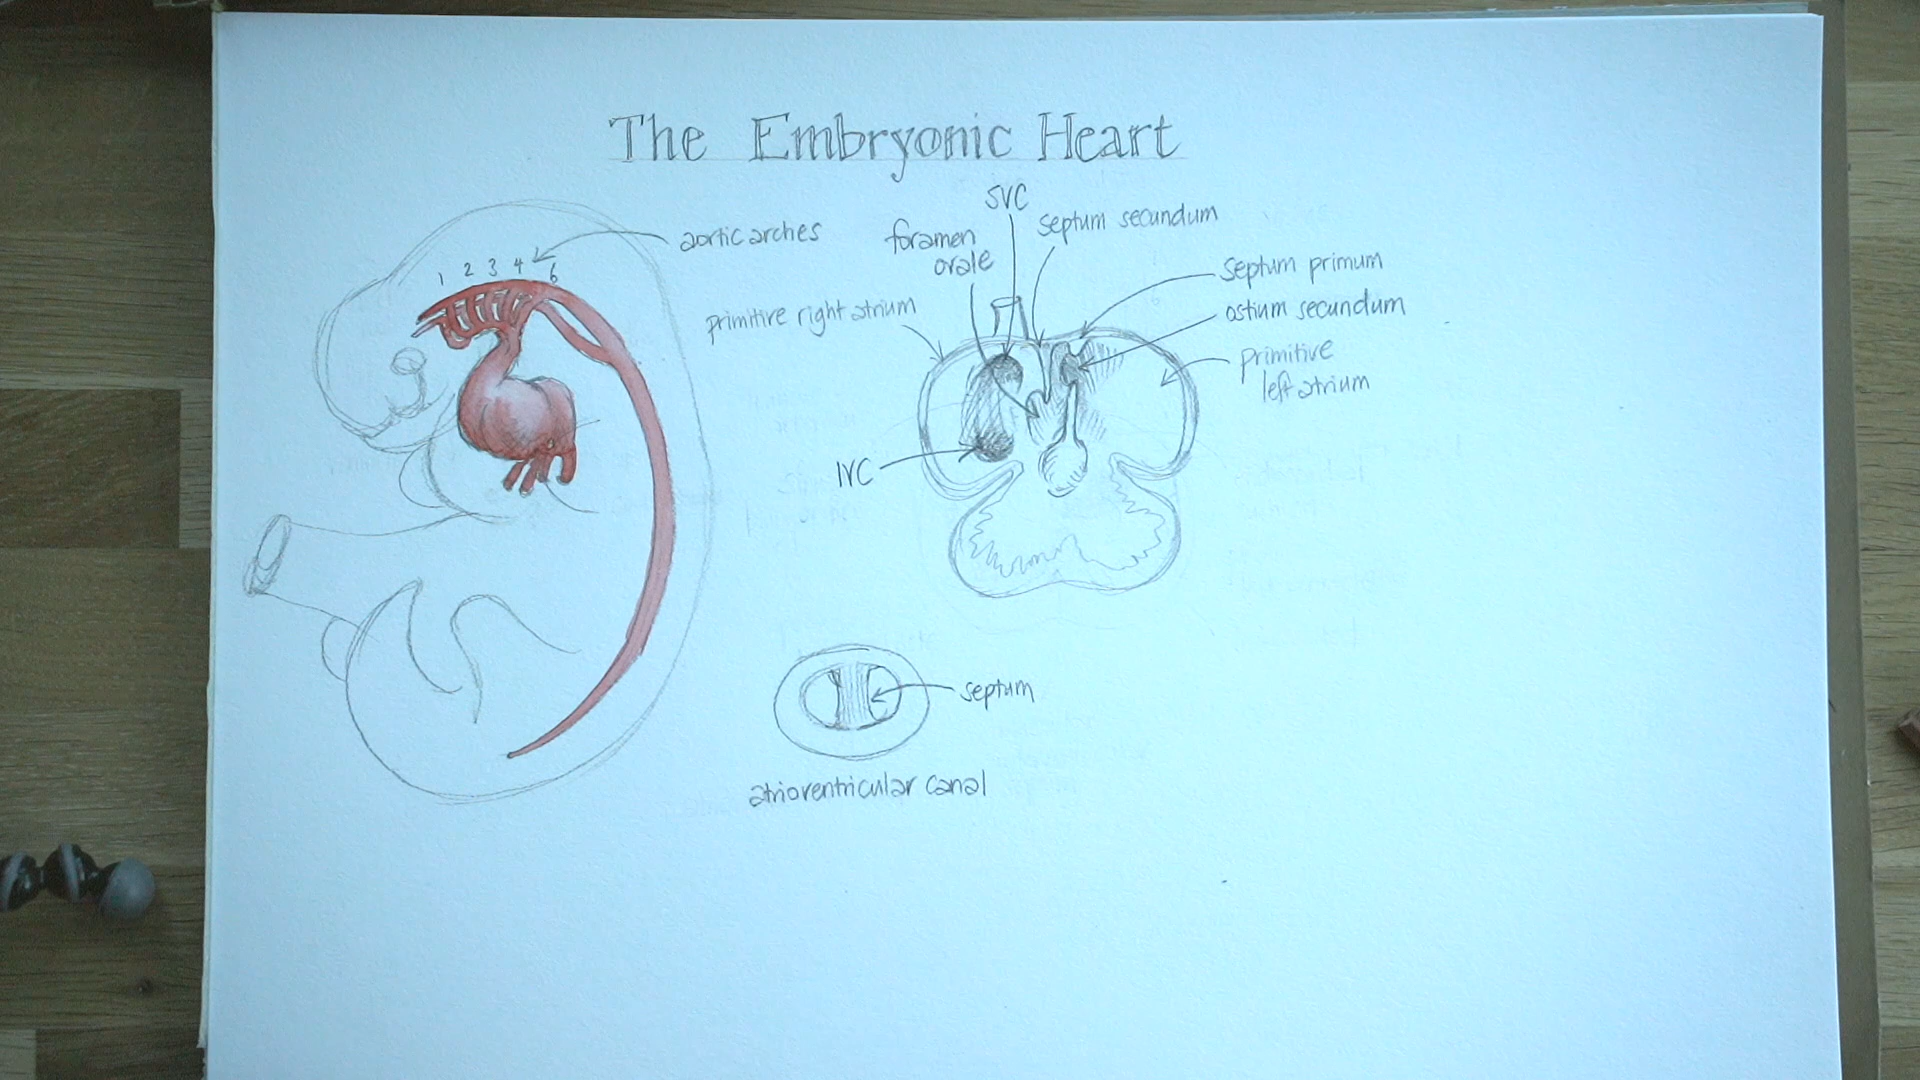 The Embryonic Heart
aortic arches
1 2 3 4 6
SVC
foramen
ovale
septum secundum
septum primum
ostium secundum
primitive right atrium
primitive
left atrium
IVC
septum
atrioventricular canal